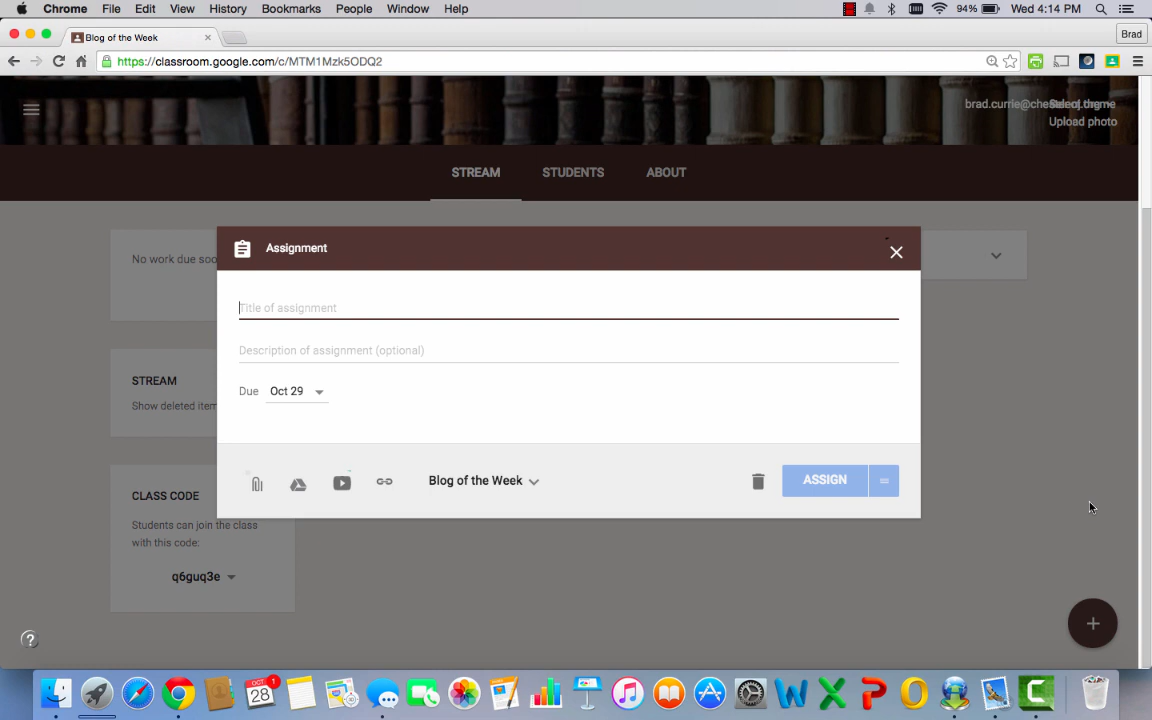 Chrome File Edit View History Bookmarks People Window Help 94% Wed 4:14 PM
Blog of the Week Brad
https://classroom.google.com/c/MTM1Mzk5ODQ2
Upload photo
STREAM STUDENTS ABOUT
No work due soo
Assignment
Title of assignment
Description of assignment (optional)
Due Oct 29
STREAM
Show deleted item
Blog of the Week ASSIGN
CLASS CODE
Students can join the class
with this code:
q6guq3e
?
OCT
28
1